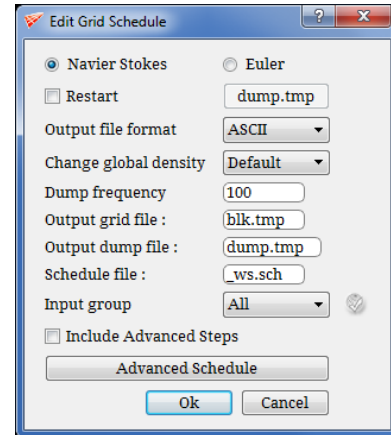 Edit Grid Schedule
Navier Stokes Euler
Restart dump.tmp
Output file format ASCII
Change global density Default
Dump frequency 100
Output grid file : blk.tmp
Output dump file : dump.tmp
Schedule file : _ws.sch
Input group All
Include Advanced Steps
Advanced Schedule
Ok Cancel